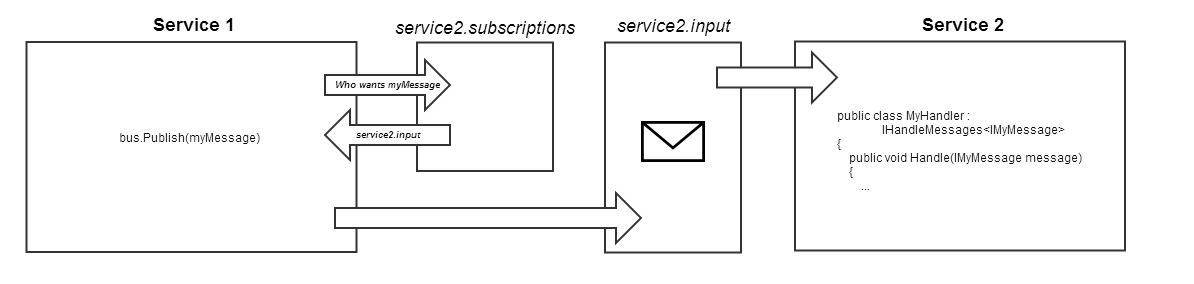 Service 1
service2.subscriptions
service2.input
Service 2
Who wants myMessage
service2.input
bus.Publish(myMessage)
public class MyHandler :
IHandleMessages<IMyMessage>
{
public void Handle(IMyMessage message)
{
...